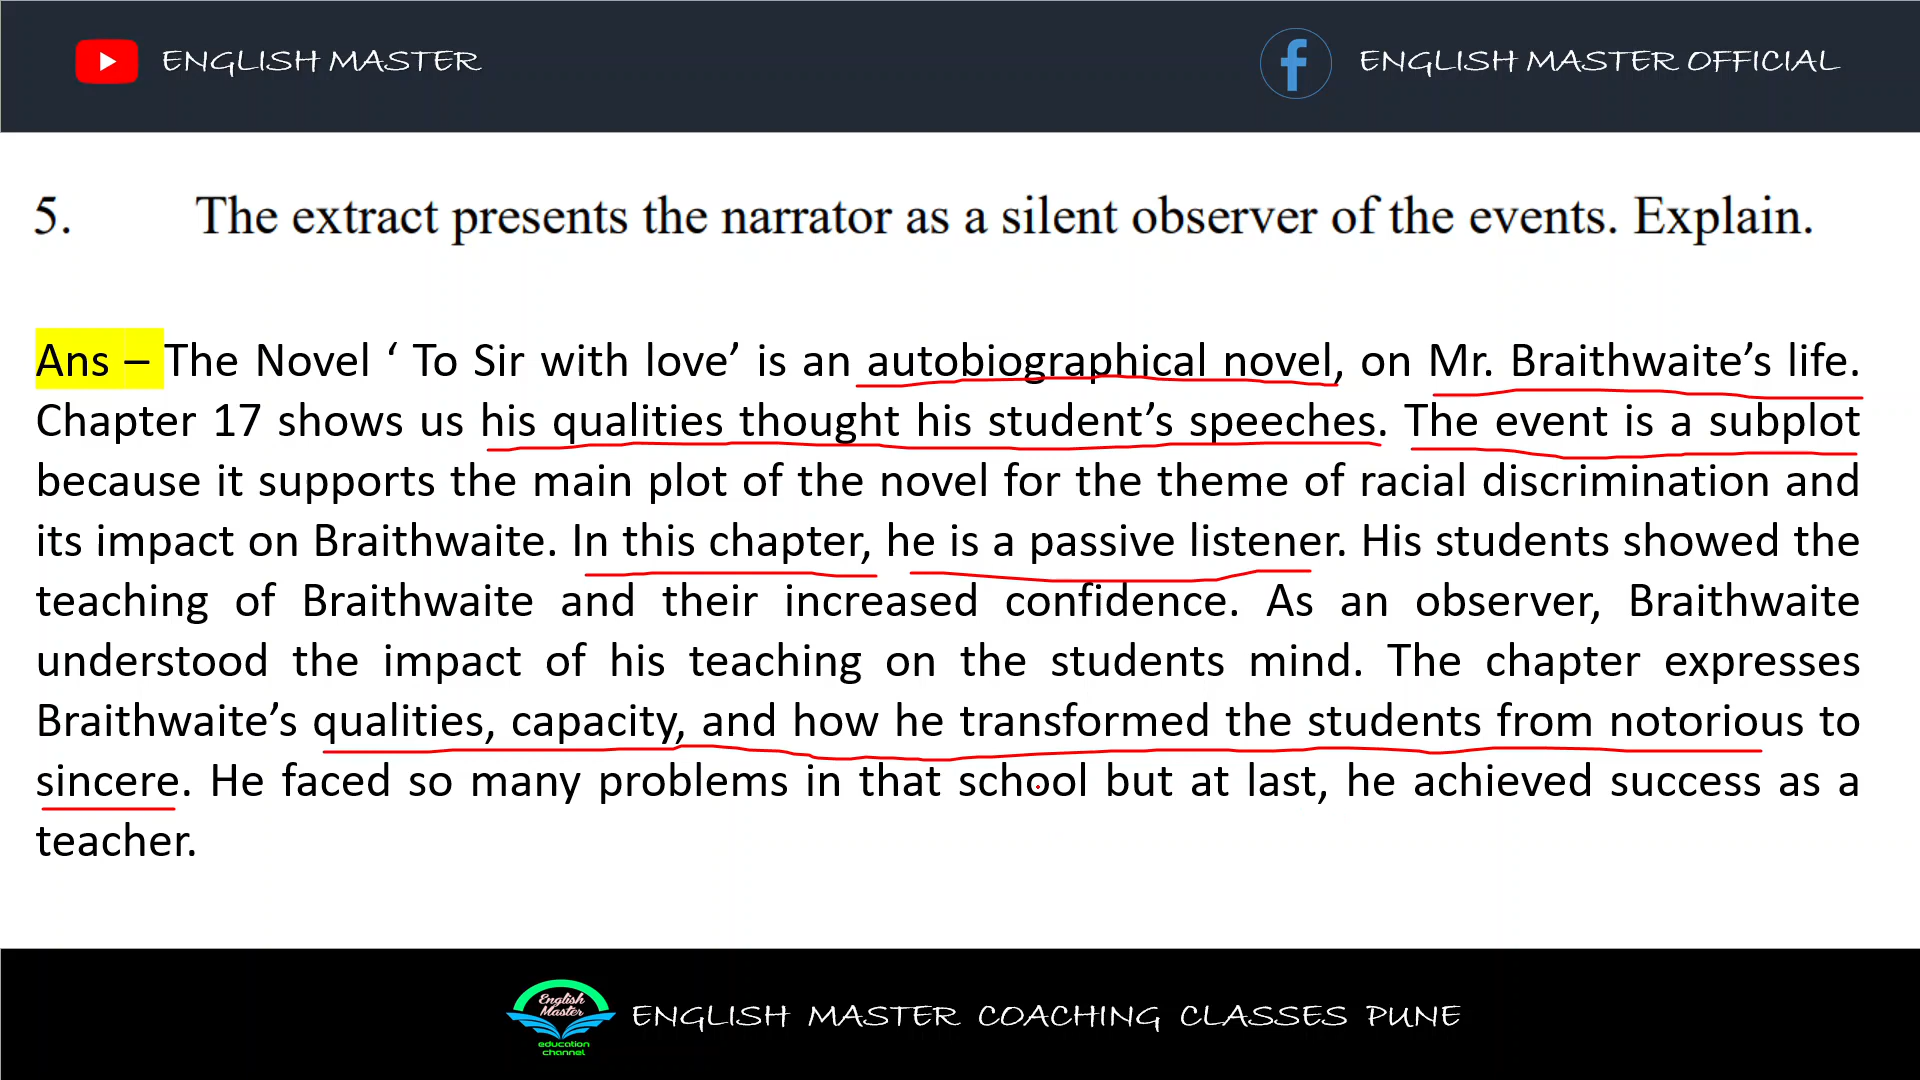 ENGLISH MASTER
ENGLISH MASTER OFFICIAL
5. The extract presents the narrator as a silent observer of the events. Explain.
Ans – The Novel ‘ To Sir with love’ is an autobiographical novel, on Mr. Braithwaite’s life.
Chapter 17 shows us his qualities thought his student’s speeches. The event is a subplot
because it supports the main plot of the novel for the theme of racial discrimination and
its impact on Braithwaite. In this chapter, he is a passive listener. His students showed the
teaching of Braithwaite and their increased confidence. As an observer, Braithwaite
understood the impact of his teaching on the students mind. The chapter expresses
Braithwaite’s qualities, capacity, and how he transformed the students from notorious to
sincere. He faced so many problems in that school but at last, he achieved success as a
teacher.
English
Master
education
channel
ENGLISH MASTER COACHING CLASSES PUNE